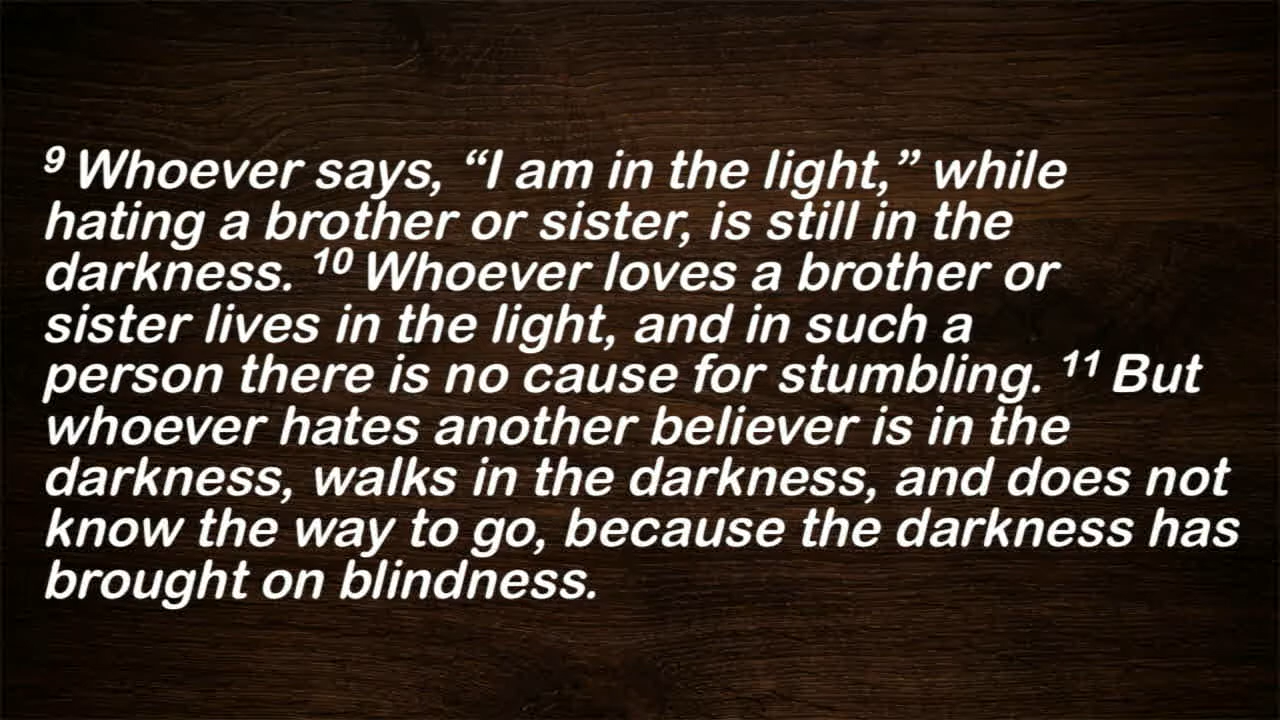 9 Whoever says, “I am in the light,” while
hating a brother or sister, is still in the
darkness. 10 Whoever loves a brother or
sister lives in the light, and in such a
person there is no cause for stumbling. 11 But
whoever hates another believer is in the
darkness, walks in the darkness, and does not
know the way to go, because the darkness has
brought on blindness.